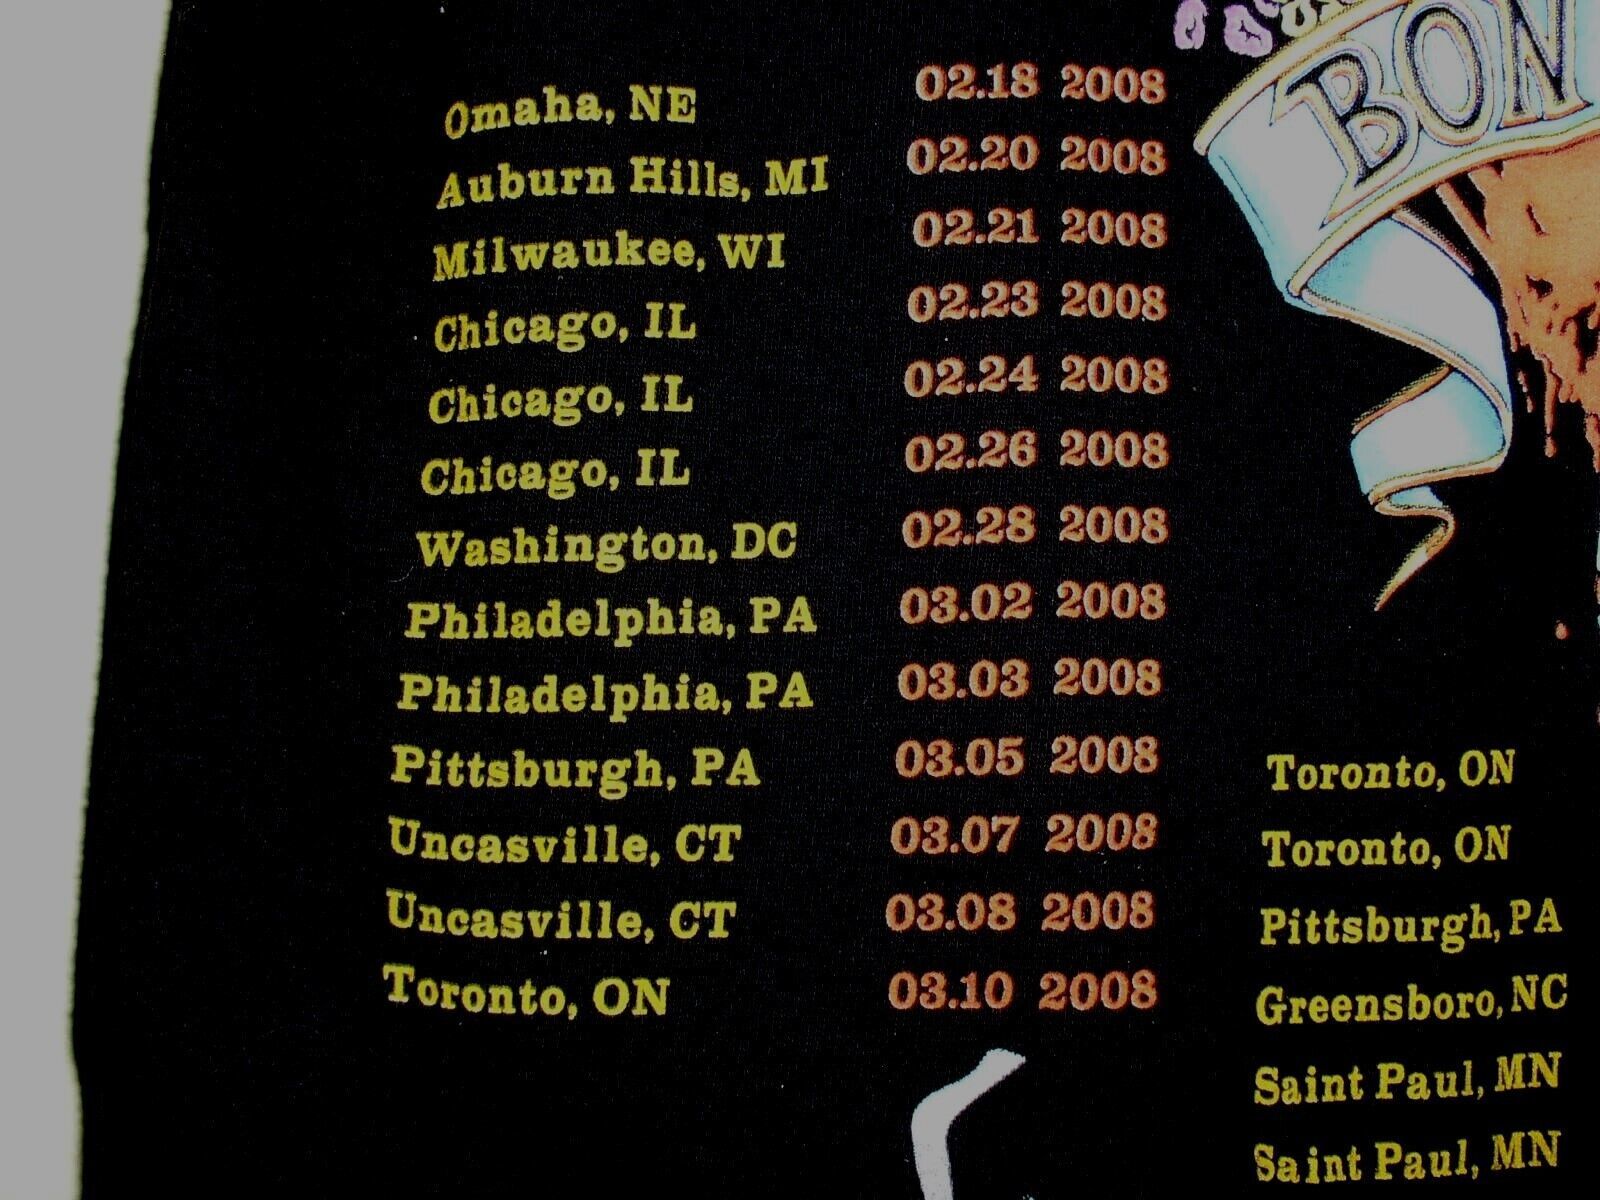 BON
Omaha, NE 02.18 2008
Auburn Hills, MI 02.20 2008
Milwaukee, WI 02.21 2008
Chicago, IL 02.23 2008
Chicago, IL 02.24 2008
Chicago, IL 02.26 2008
Washington, DC 02.28 2008
Philadelphia, PA 03.02 2008
Philadelphia, PA 03.03 2008
Pittsburgh, PA 03.05 2008
Uncasville, CT 03.07 2008
Uncasville, CT 03.08 2008
Toronto, ON 03.10 2008
Toronto, ON
Toronto, ON
Pittsburgh, PA
Greensboro, NC
Saint Paul, MN
Saint Paul, MN